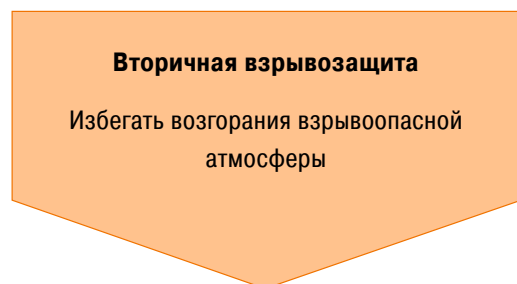 Вторичная взрывозащита
Избегать возгорания взрывоопасной
атмосферы